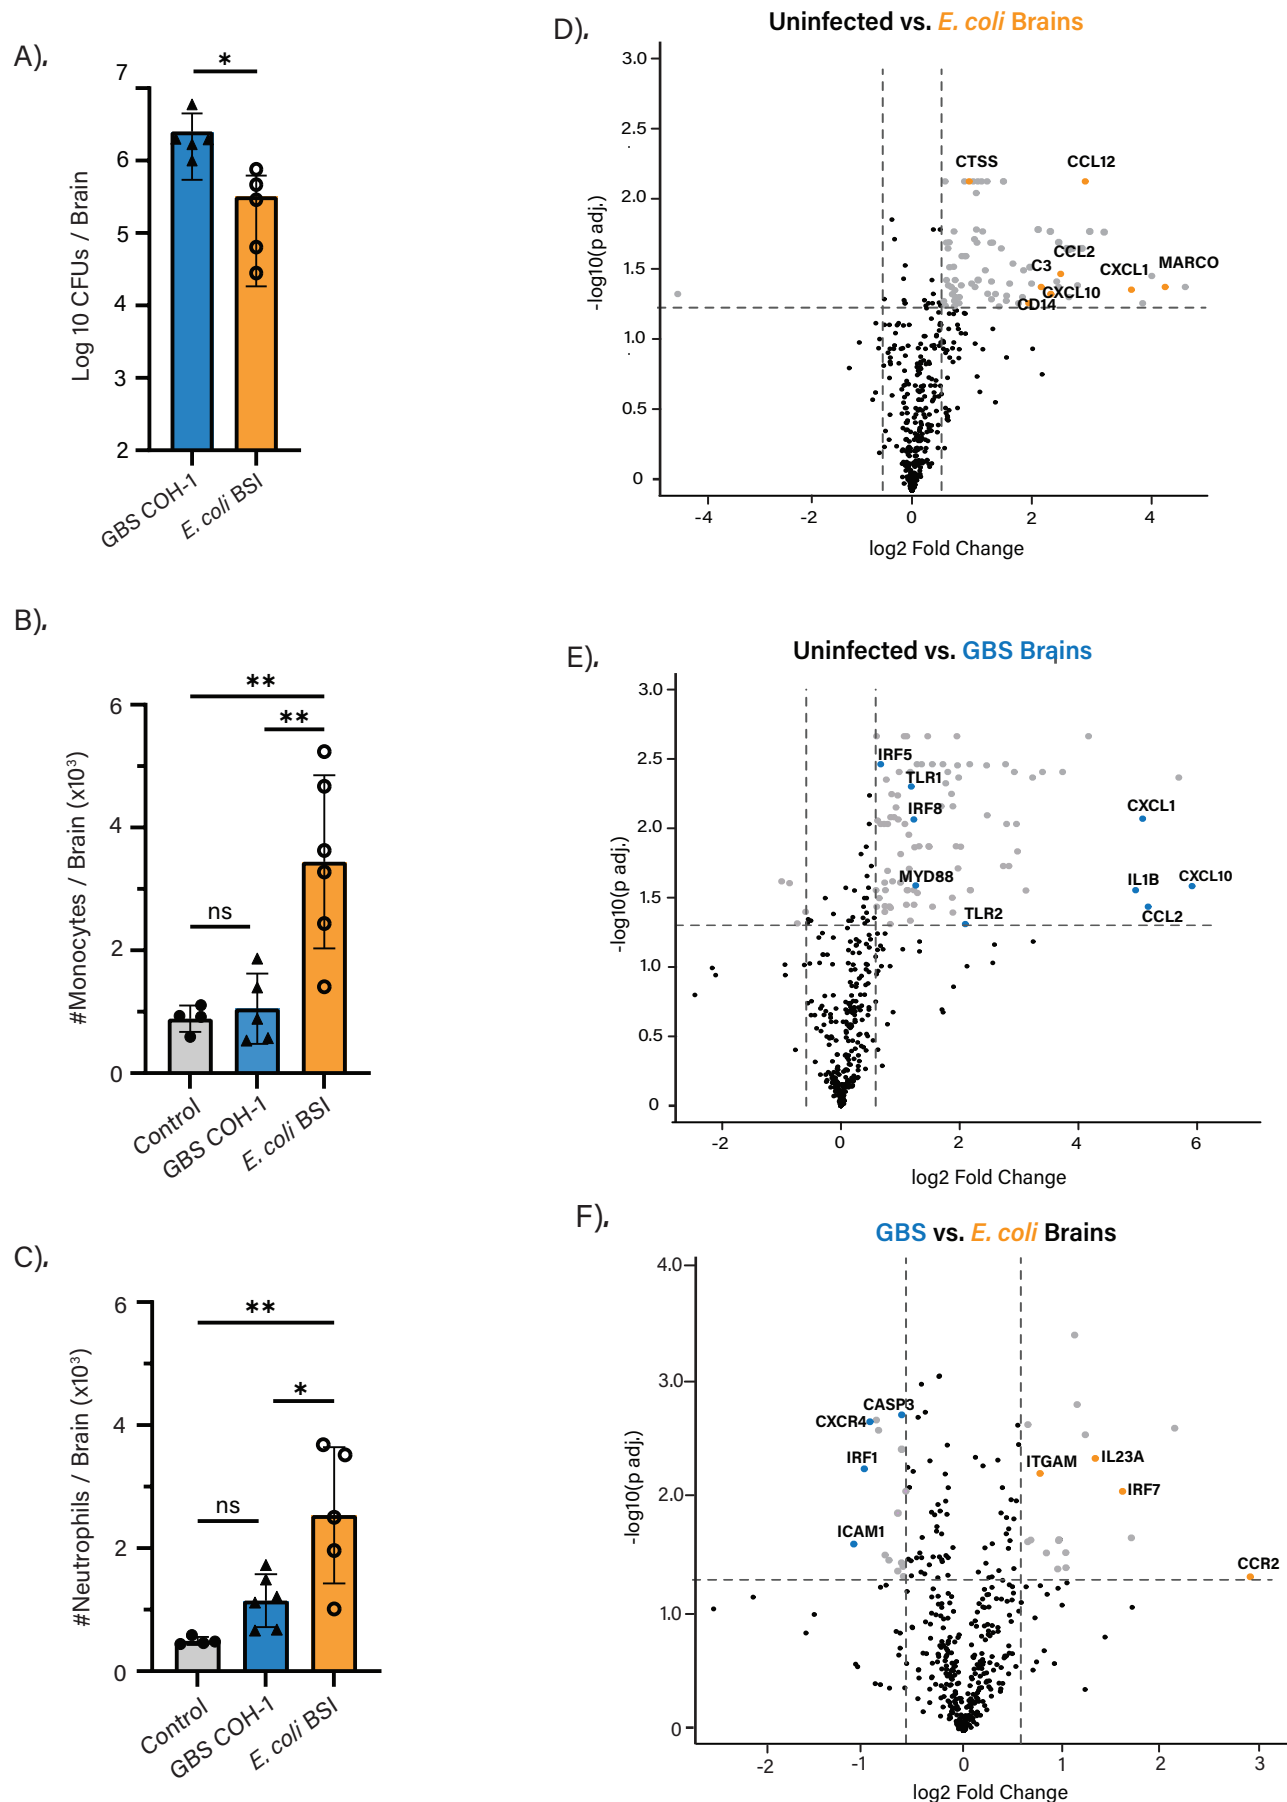 A).
*
7
6
5
4
3
2
Log 10 CFUs / Brain
GBS COH-1
E. coli BSI
B).
**
**
ns
6
4
2
0
#Monocytes / Brain (x10³)
Control
GBS COH-1
E. coli BSI
C).
**
*
ns
6
4
2
0
#Neutrophils / Brain (x10³)
Control
GBS COH-1
E. coli BSI
D).
Uninfected vs. E. coli Brains
3.0
2.5
2.0
1.5
1.0
0.5
0
-log10(p adj.)
CTSS
CCL12
CCL2
C3
CXCL1
MARCO
CXCL10
CD14
-4
-2
0
2
4
log2 Fold Change
E).
Uninfected vs. GBS Brains
3.0
2.5
2.0
1.5
1.0
0.5
0
-log10(p adj.)
IRF5
TLR1
IRF8
CXCL1
MYD88
IL1B
CXCL10
TLR2
CCL2
-2
0
2
4
6
log2 Fold Change
F).
GBS vs. E. coli Brains
4.0
3.0
2.0
1.0
0
-log10(p adj.)
CASP3
CXCR4
IRF1
ICAM1
ITGAM
IL23A
IRF7
CCR2
-2
-1
0
1
2
3
log2 Fold Change